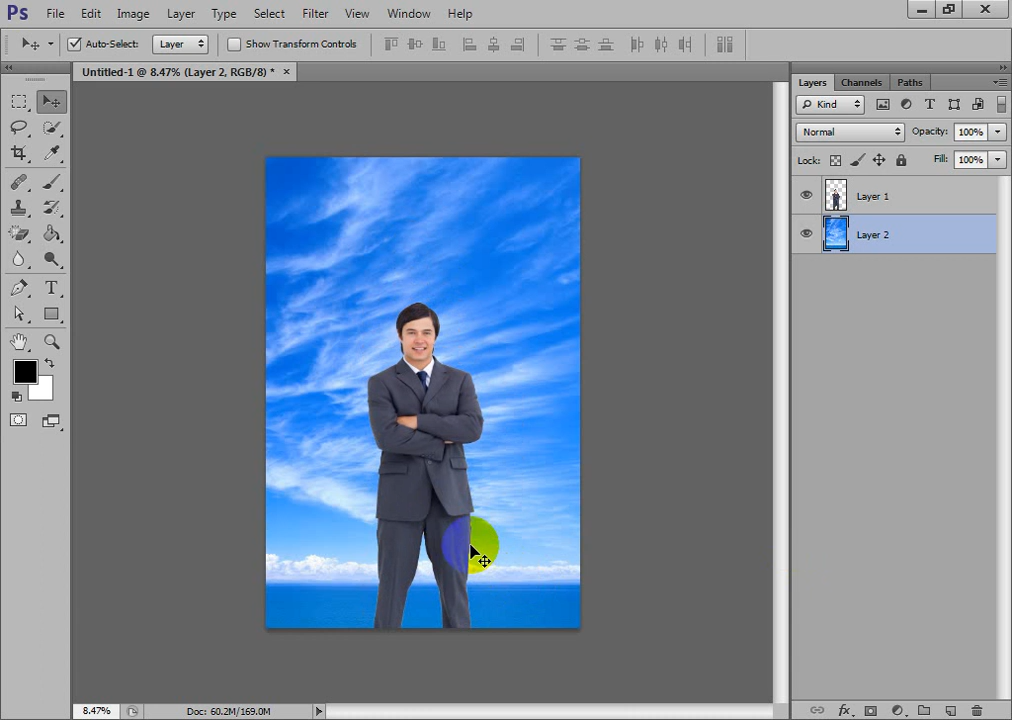 Ps File Edit Image Layer Type Select Filter View Window Help
Auto-Select: Layer Show Transform Controls
Untitled-1 @ 8.47% (Layer 2, RGB/8) * ×
Layers Channels Paths
Kind
Normal Opacity: 100%
Lock: Fill: 100%
Layer 1
Layer 2
8.47% Doc: 60.2M/169.0M
fx